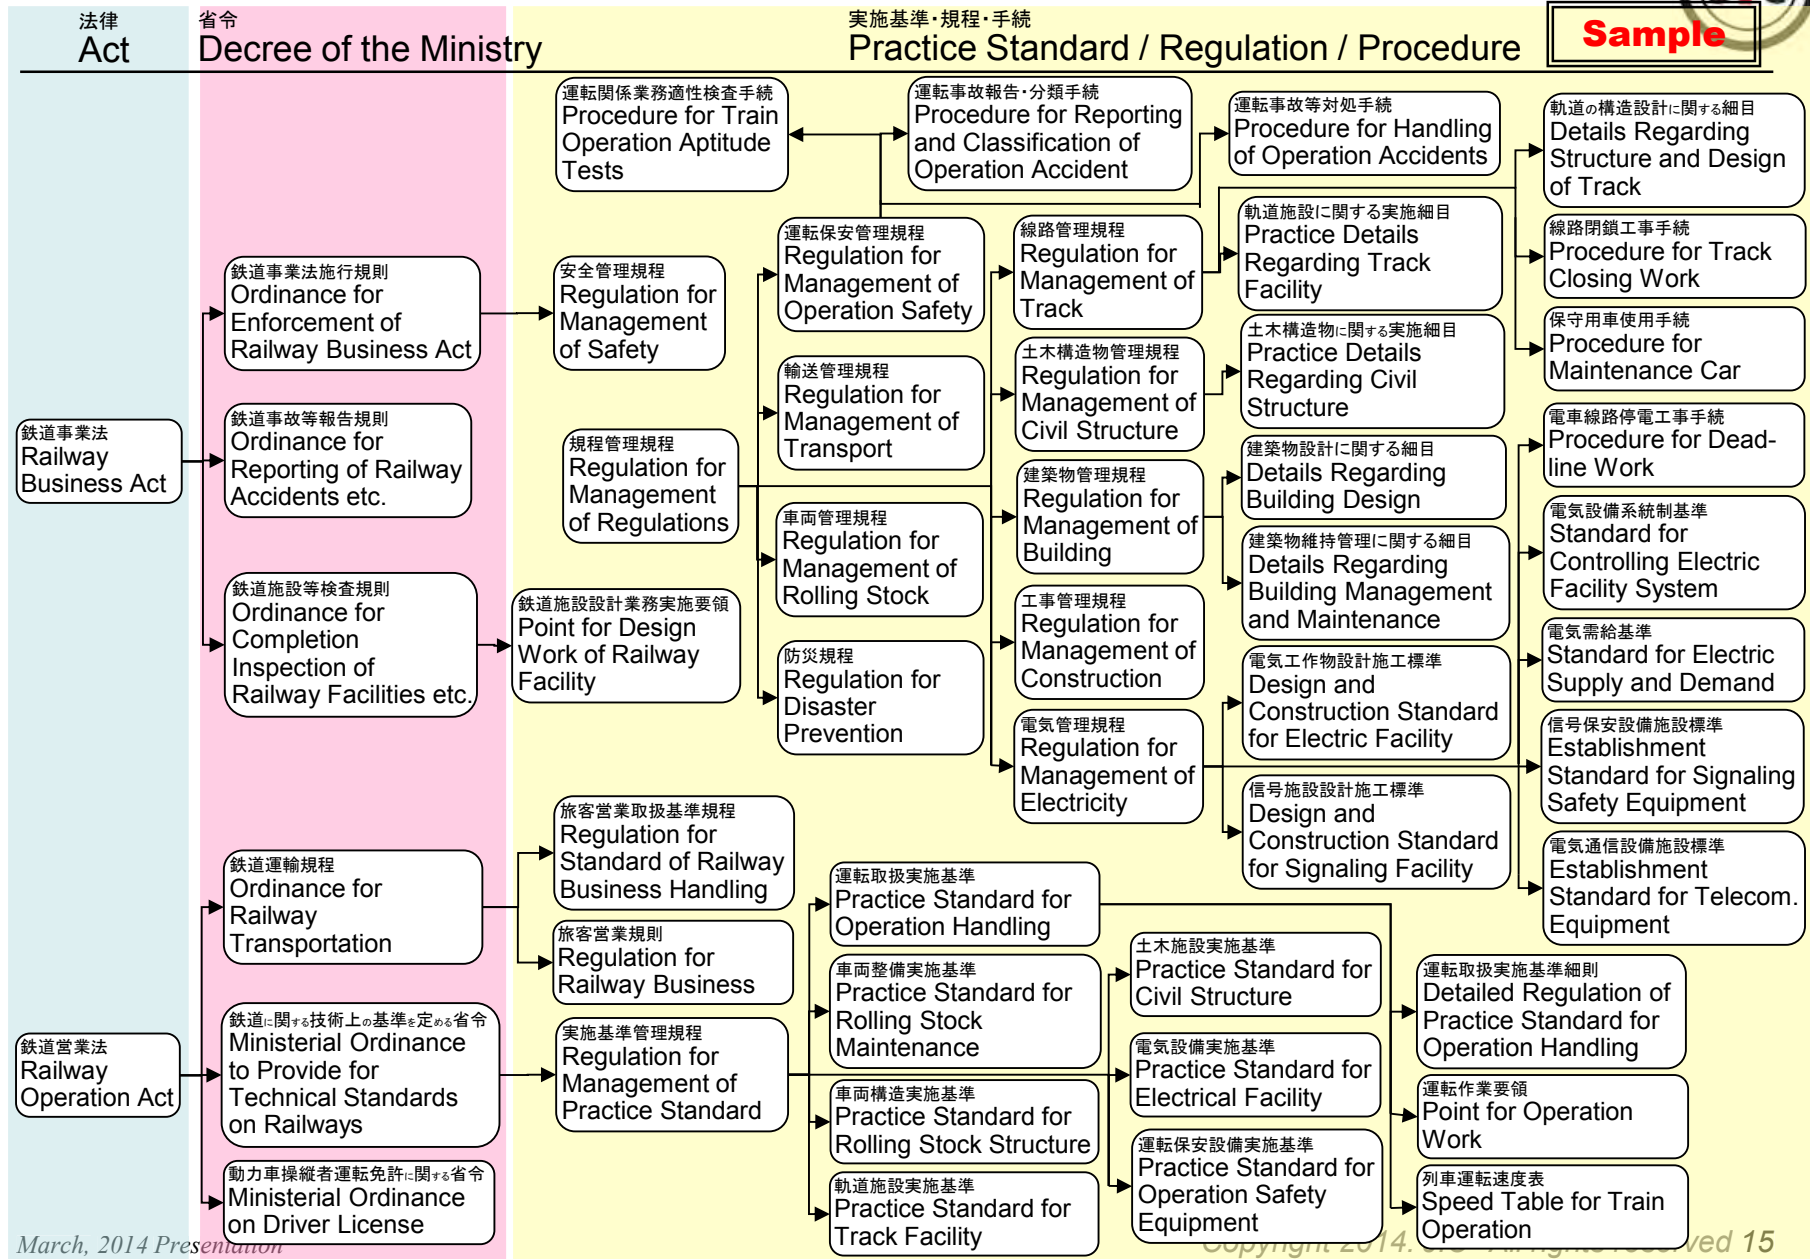 法律
Act
省令
Decree of the Ministry
実施基準・規程・手続
Practice Standard / Regulation / Procedure
Sample
鉄道事業法
Railway
Business Act
鉄道営業法
Railway
Operation Act
鉄道事業法施行規則
Ordinance for
Enforcement of
Railway Business Act
鉄道事故等報告規則
Ordinance for
Reporting of Railway
Accidents etc.
鉄道施設等検査規則
Ordinance for
Completion
Inspection of
Railway Facilities etc.
鉄道運輸規程
Ordinance for
Railway
Transportation
鉄道に関する技術上の基準を定める省令
Ministerial Ordinance
to Provide for
Technical Standards
on Railways
動力車操縦者運転免許に関する省令
Ministerial Ordinance
on Driver License
運転関係業務適性検査手続
Procedure for Train
Operation Aptitude
Tests
運転事故報告・分類手続
Procedure for Reporting
and Classification of
Operation Accident
運転事故等対処手続
Procedure for Handling
of Operation Accidents
軌道の構造設計に関する細目
Details Regarding
Structure and Design
of Track
安全管理規程
Regulation for
Management
of Safety
規程管理規程
Regulation for
Management
of Regulations
鉄道施設設計業務実施要領
Point for Design
Work of Railway
Facility
運転保安管理規程
Regulation for
Management of
Operation Safety
輸送管理規程
Regulation for
Management of
Transport
車両管理規程
Regulation for
Management of
Rolling Stock
防災規程
Regulation for
Disaster
Prevention
線路管理規程
Regulation for
Management of
Track
土木構造物管理規程
Regulation for
Management of
Civil Structure
建築物管理規程
Regulation for
Management of
Building
工事管理規程
Regulation for
Management of
Construction
電気管理規程
Regulation for
Management of
Electricity
軌道施設に関する実施細目
Practice Details
Regarding Track
Facility
土木構造物に関する実施細目
Practice Details
Regarding Civil
Structure
建築物設計に関する細目
Details Regarding
Building Design
建築物維持管理に関する細目
Details Regarding
Building Management
and Maintenance
電気工作物設計施工標準
Design and
Construction Standard
for Electric Facility
信号施設設計施工標準
Design and
Construction Standard
for Signaling Facility
線路閉鎖工事手続
Procedure for Track
Closing Work
保守用車使用手続
Procedure for
Maintenance Car
電車線路停電工事手続
Procedure for Dead-
line Work
電気設備系統制基準
Standard for
Controlling Electric
Facility System
電気需給基準
Standard for Electric
Supply and Demand
信号保安設備施設標準
Establishment
Standard for Signaling
Safety Equipment
電気通信設備施設標準
Establishment
Standard for Telecom.
Equipment
旅客営業取扱基準規程
Regulation for
Standard of Railway
Business Handling
旅客営業規則
Regulation for
Railway Business
実施基準管理規程
Regulation for
Management of
Practice Standard
運転取扱実施基準
Practice Standard for
Operation Handling
車両整備実施基準
Practice Standard for
Rolling Stock
Maintenance
車両構造実施基準
Practice Standard for
Rolling Stock Structure
軌道施設実施基準
Practice Standard for
Track Facility
土木施設実施基準
Practice Standard for
Civil Structure
電気設備実施基準
Practice Standard for
Electrical Facility
運転保安設備実施基準
Practice Standard for
Operation Safety
Equipment
運転取扱実施基準細則
Detailed Regulation of
Practice Standard for
Operation Handling
運転作業要領
Point for Operation
Work
列車運転速度表
Speed Table for Train
Operation
March, 2014 Presentation
Copyright 2014. All rights reserved 15